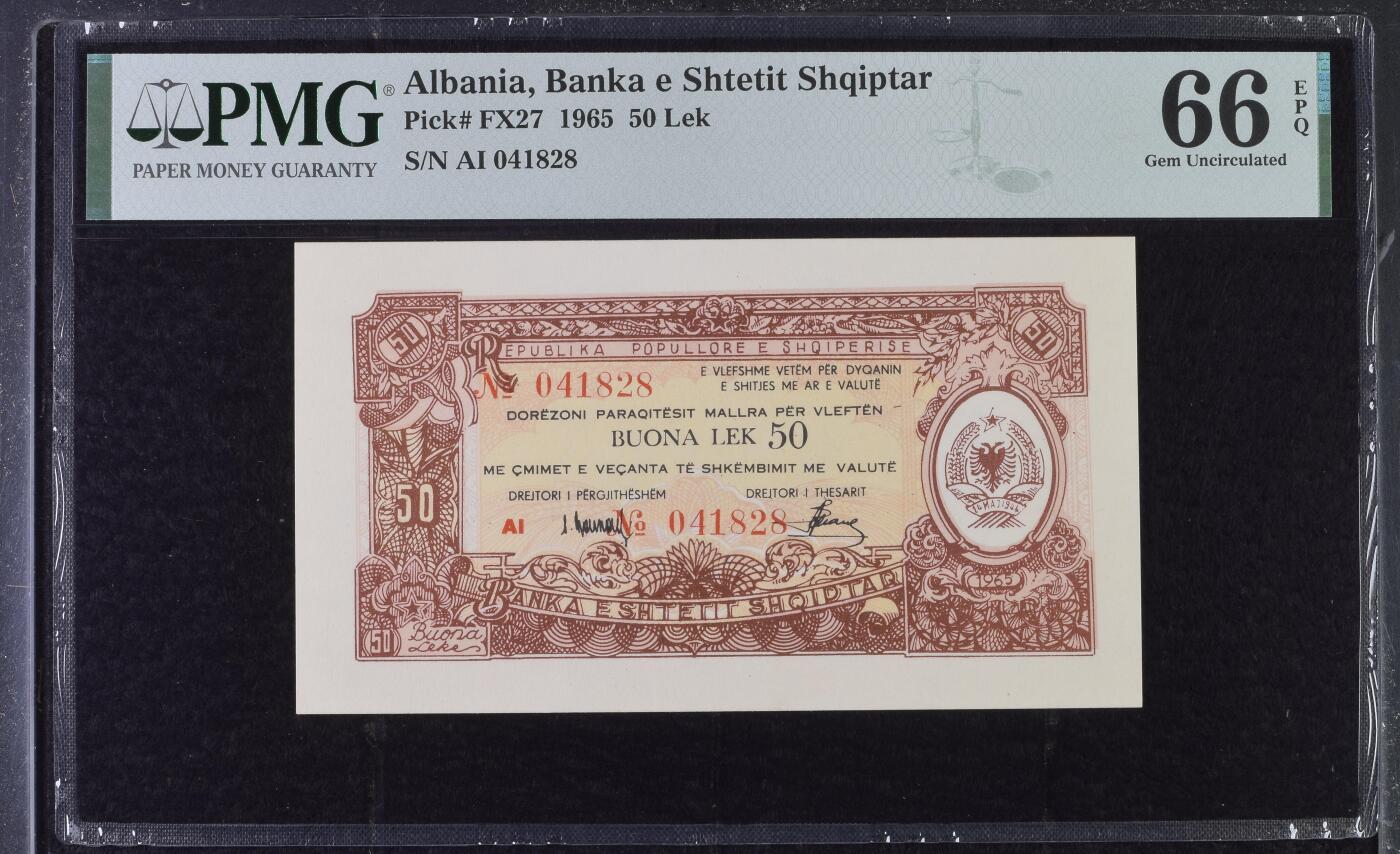 PMG®
PAPER MONEY GUARANTY
Albania, Banka e Shtetit Shqiptar
Pick# FX27 1965 50 Lek
S/N AI 041828
66
EPQ
Gem Uncirculated
50
50
REPUBLIKA POPULLORE E SHQIPERISE
№ 041828
E VLEFSHME VETËM PËR DYQANIN
E SHITJES ME AR E VALUTË
DORËZONI PARAQITËSIT MALLRA PËR VLEFTËN
BUONA LEK 50
ME ÇMIMET E VEÇANTA TË SHKËMBIMIT ME VALUTË
DREJTORI I PËRGJITHËSHËM
DREJTORI I THESARIT
50
AI
№ 041828
1965
BANKA E SHTETIT SHQIPTAR
50
Buona
Leke